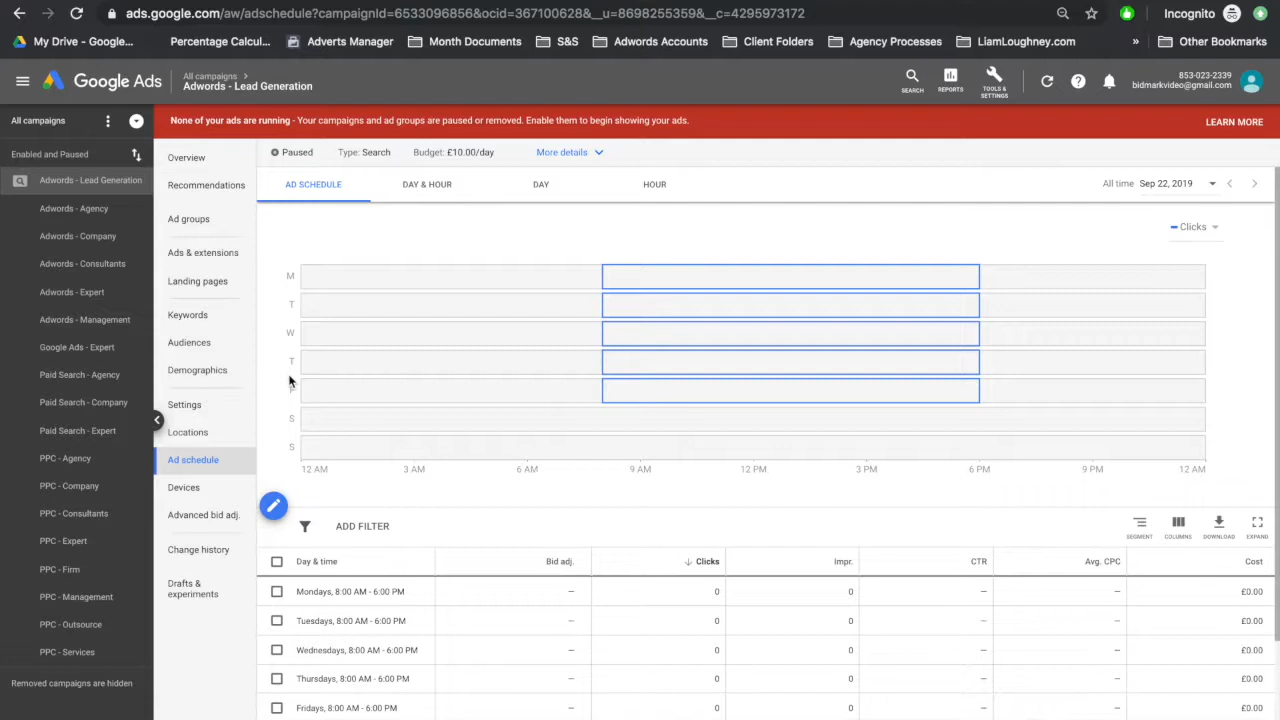 ads.google.com/aw/adschedule?campaignId=6533096856&ocid=367100628&__u=8698255359&__c=4295973172
Incognito
My Drive - Google...
Percentage Calcul...
Adverts Manager
Month Documents
S&S
Adwords Accounts
Client Folders
Agency Processes
LiamLoughney.com
»
Other Bookmarks
Google Ads
All campaigns >
Adwords - Lead Generation
SEARCH
REPORTS
TOOLS &
SETTINGS
853-023-2339
bidmarkvideo@gmail.com
All campaigns
None of your ads are running - Your campaigns and ad groups are paused or removed. Enable them to begin showing your ads.
LEARN MORE
Enabled and Paused
Adwords - Lead Generation
Adwords - Agency
Adwords - Company
Adwords - Consultants
Adwords - Expert
Adwords - Management
Google Ads - Expert
Paid Search - Agency
Paid Search - Company
Paid Search - Expert
PPC - Agency
PPC - Company
PPC - Consultants
PPC - Expert
PPC - Firm
PPC - Management
PPC - Outsource
PPC - Services
Removed campaigns are hidden
Overview
Recommendations
Ad groups
Ads & extensions
Landing pages
Keywords
Audiences
Demographics
Settings
Locations
Ad schedule
Devices
Advanced bid adj.
Change history
Drafts &
experiments
Paused Type: Search Budget: £10.00/day More details
AD SCHEDULE DAY & HOUR DAY HOUR
All time Sep 22, 2019
Clicks
M
T
W
T
F
S
S
12 AM 3 AM 6 AM 9 AM 12 PM 3 PM 6 PM 9 PM 12 AM
ADD FILTER
SEGMENT COLUMNS DOWNLOAD EXPAND
Day & time Bid adj. Clicks Impr. CTR Avg. CPC Cost
Mondays, 8:00 AM - 6:00 PM — 0 0 — — £0.00
Tuesdays, 8:00 AM - 6:00 PM — 0 0 — — £0.00
Wednesdays, 8:00 AM - 6:00 PM — 0 0 — — £0.00
Thursdays, 8:00 AM - 6:00 PM — 0 0 — — £0.00
Fridays, 8:00 AM - 6:00 PM — 0 0 — — £0.00